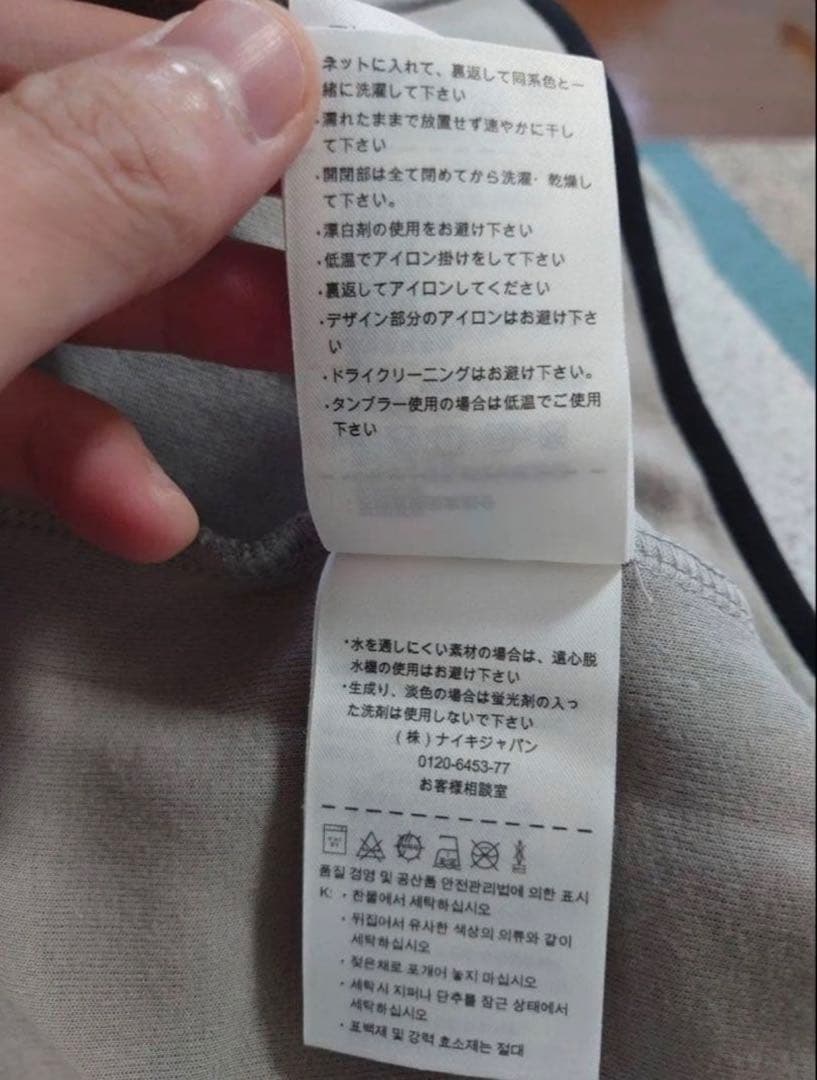 ネットに入れて、裏返して同系色と一
緒に洗濯して下さい
・濡れたままで放置せず速やかに干し
て下さい
・開閉部は全て閉めてから洗濯・乾燥し
て下さい。
・漂白剤の使用をお避け下さい
・低温でアイロン掛けをして下さい
・裏返してアイロンしてください
・デザイン部分のアイロンはお避け下さ
い
・ドライクリーニングはお避け下さい。
・タンブラー使用の場合は低温でご使用
下さい
・水を通しにくい素材の場合は、遠心脱
水機の使用はお避け下さい
・生成り、淡色の場合は蛍光剤の入っ
た洗剤は使用しないで下さい
(株)ナイキジャパン
0120-6453-77
お客様相談室
품질 경영 및 공산품 안전관리법에 의한 표시
K: · 찬물에서 세탁하십시오
· 뒤집어서 유사한 색상의 의류와 같이
세탁하십시오
· 젖은채로 포개어 놓지 마십시오
· 세탁시 지퍼나 단추를 잠근 상태에서
세탁하십시오
· 표백제 및 강력 효소제는 절대